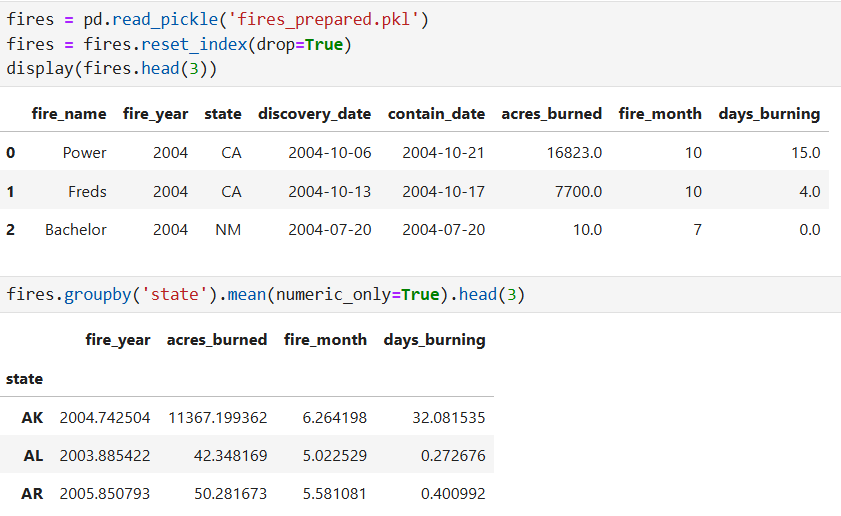 fires = pd.read_pickle('fires_prepared.pkl')
fires = fires.reset_index(drop=True)
display(fires.head(3))
fire_name fire_year state discovery_date contain_date acres_burned fire_month days_burning
0 Power 2004 CA 2004-10-06 2004-10-21 16823.0 10 15.0
1 Freds 2004 CA 2004-10-13 2004-10-17 7700.0 10 4.0
2 Bachelor 2004 NM 2004-07-20 2004-07-20 10.0 7 0.0
fires.groupby('state').mean(numeric_only=True).head(3)
fire_year acres_burned fire_month days_burning
state
AK 2004.742504 11367.199362 6.264198 32.081535
AL 2003.885422 42.348169 5.022529 0.272676
AR 2005.850793 50.281673 5.581081 0.400992